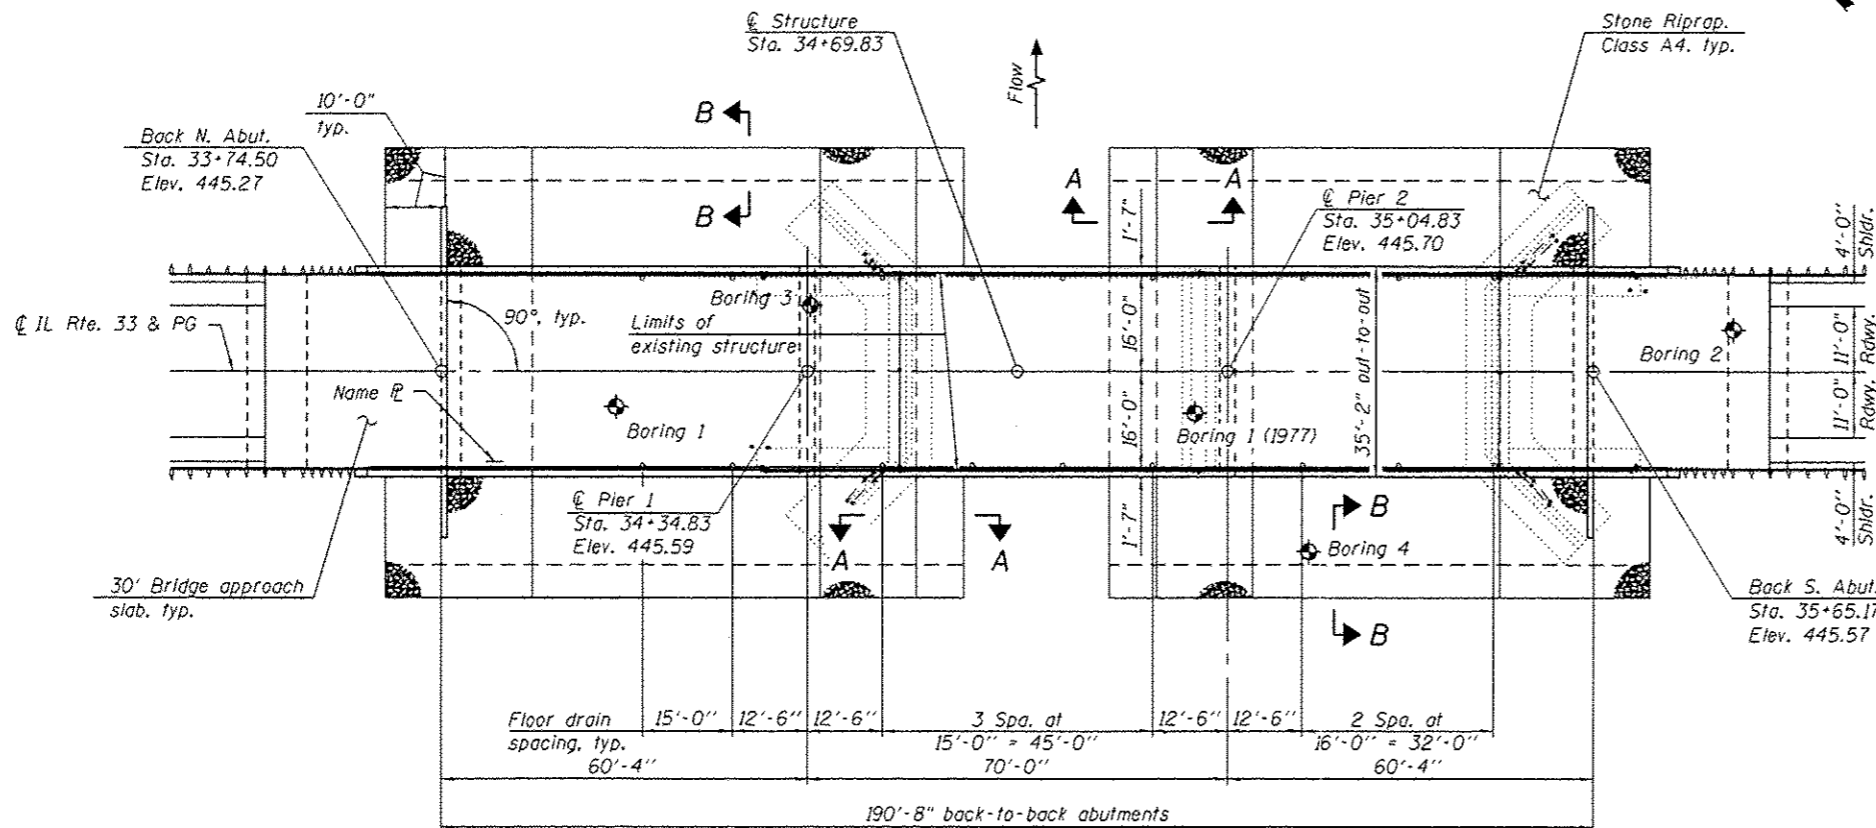 ℄ Structure
Sta. 34+69.83
Stone Riprap.
Class A4. typ.
Flow
10'-0"
typ.
B
B
Back N. Abut.
Sta. 33+74.50
Elev. 445.27
A
A
1'-7"
℄ Pier 2
Sta. 35+04.83
Elev. 445.70
4'-0"
Shldr.
℄ IL Rte. 33 & PG
90°, typ.
Boring 3
Limits of
existing structure
16'-0"
35'-2" out-to-out
Boring 2
11'-0"
Rdwy.
Name ℙ
Boring 1
16'-0"
Boring 1 (1977)
11'-0"
Rdwy.
℄ Pier 1
Sta. 34+34.83
Elev. 445.59
A
A
1'-7"
B
Boring 4
B
4'-0"
Shldr.
30' Bridge approach
slab. typ.
Back S. Abut.
Sta. 35+65.17
Elev. 445.57
Floor drain
spacing, typ.
15'-0"
12'-6"
12'-6"
3 Spa. at
15'-0" = 45'-0"
12'-6"
12'-6"
2 Spa. at
16'-0" = 32'-0"
60'-4"
70'-0"
60'-4"
190'-8" back-to-back abutments